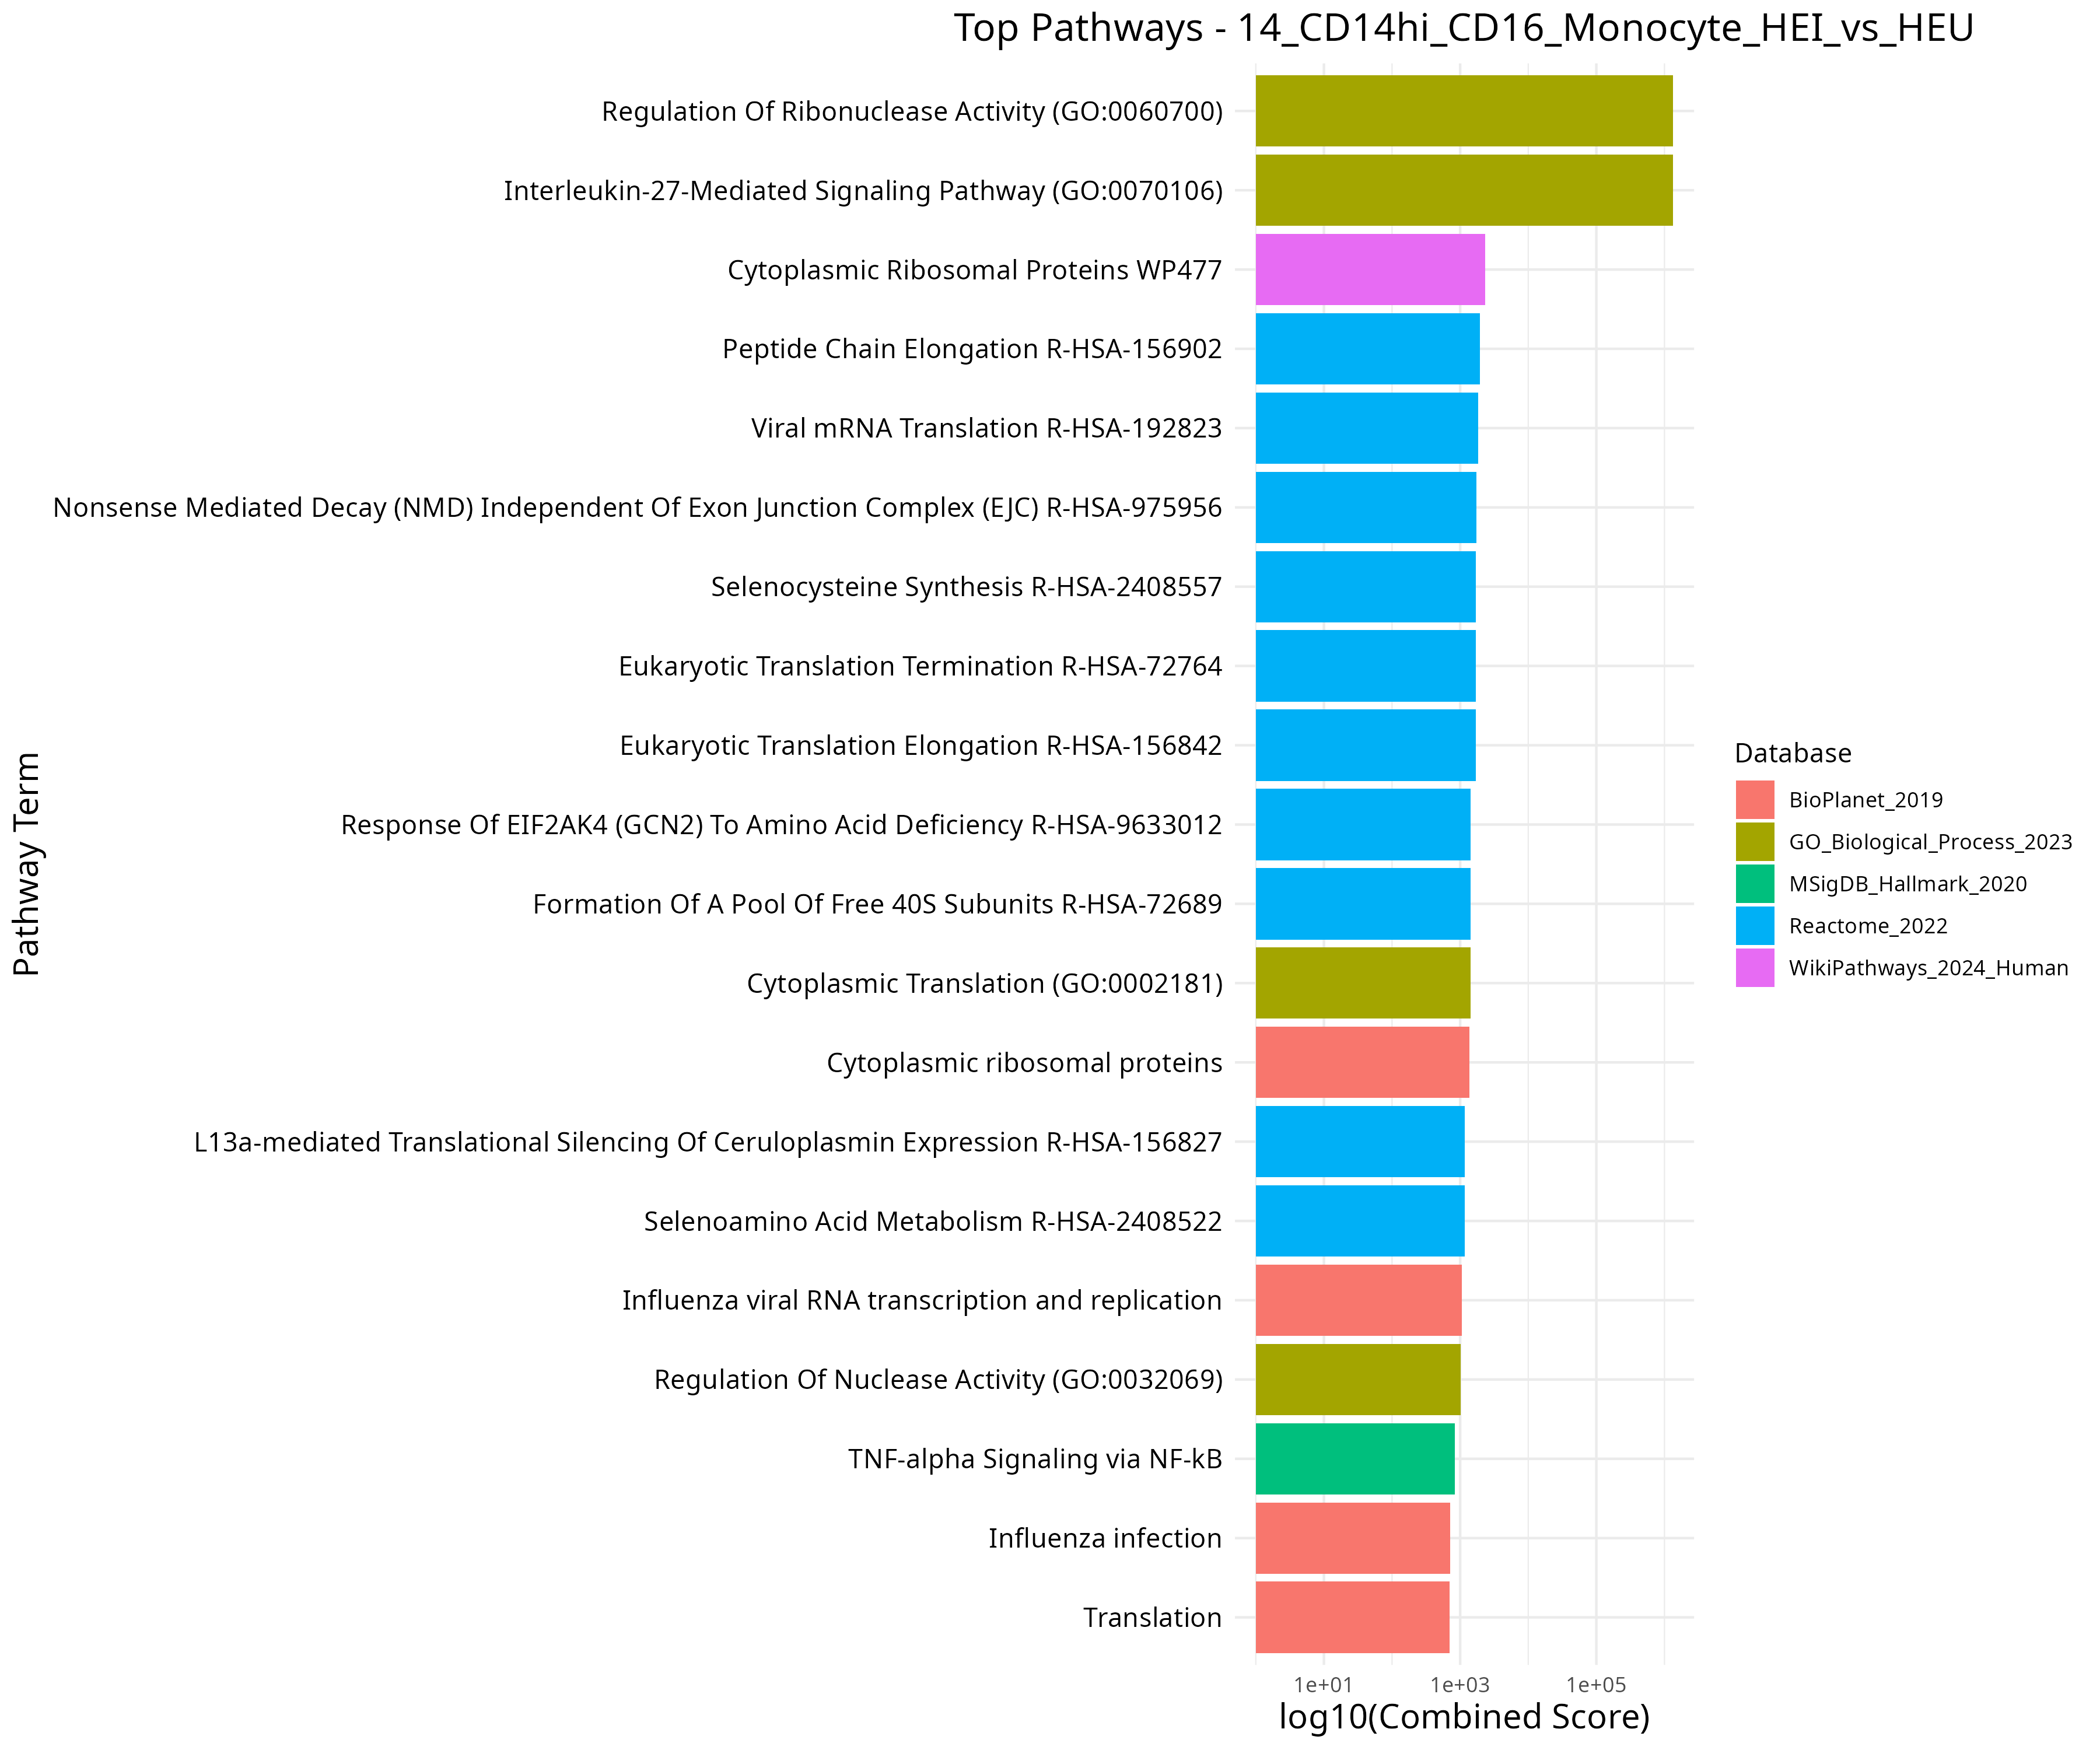 Top Pathways - 14_CD14hi_CD16_Monocyte_HEI_vs_HEU
Pathway Term
Regulation Of Ribonuclease Activity (GO:0060700)
Interleukin-27-Mediated Signaling Pathway (GO:0070106)
Cytoplasmic Ribosomal Proteins WP477
Peptide Chain Elongation R-HSA-156902
Viral mRNA Translation R-HSA-192823
Nonsense Mediated Decay (NMD) Independent Of Exon Junction Complex (EJC) R-HSA-975956
Selenocysteine Synthesis R-HSA-2408557
Eukaryotic Translation Termination R-HSA-72764
Eukaryotic Translation Elongation R-HSA-156842
Response Of EIF2AK4 (GCN2) To Amino Acid Deficiency R-HSA-9633012
Formation Of A Pool Of Free 40S Subunits R-HSA-72689
Cytoplasmic Translation (GO:0002181)
Cytoplasmic ribosomal proteins
L13a-mediated Translational Silencing Of Ceruloplasmin Expression R-HSA-156827
Selenoamino Acid Metabolism R-HSA-2408522
Influenza viral RNA transcription and replication
Regulation Of Nuclease Activity (GO:0032069)
TNF-alpha Signaling via NF-kB
Influenza infection
Translation
1e+01 1e+03 1e+05
log10(Combined Score)
Database
BioPlanet_2019
GO_Biological_Process_2023
MSigDB_Hallmark_2020
Reactome_2022
WikiPathways_2024_Human